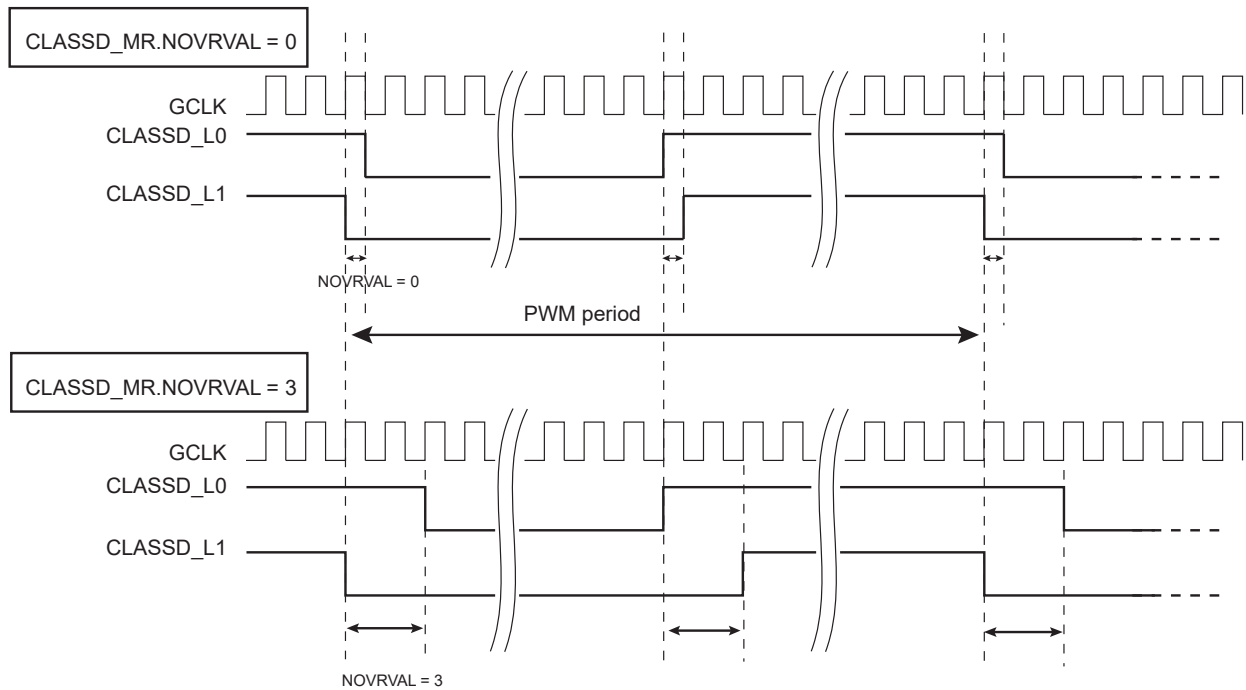 CLASSD_MR.NOVRVAL = 0
GCLK
CLASSD_L0
CLASSD_L1
NOVRVAL = 0
PWM period
CLASSD_MR.NOVRVAL = 3
GCLK
CLASSD_L0
CLASSD_L1
NOVRVAL = 3